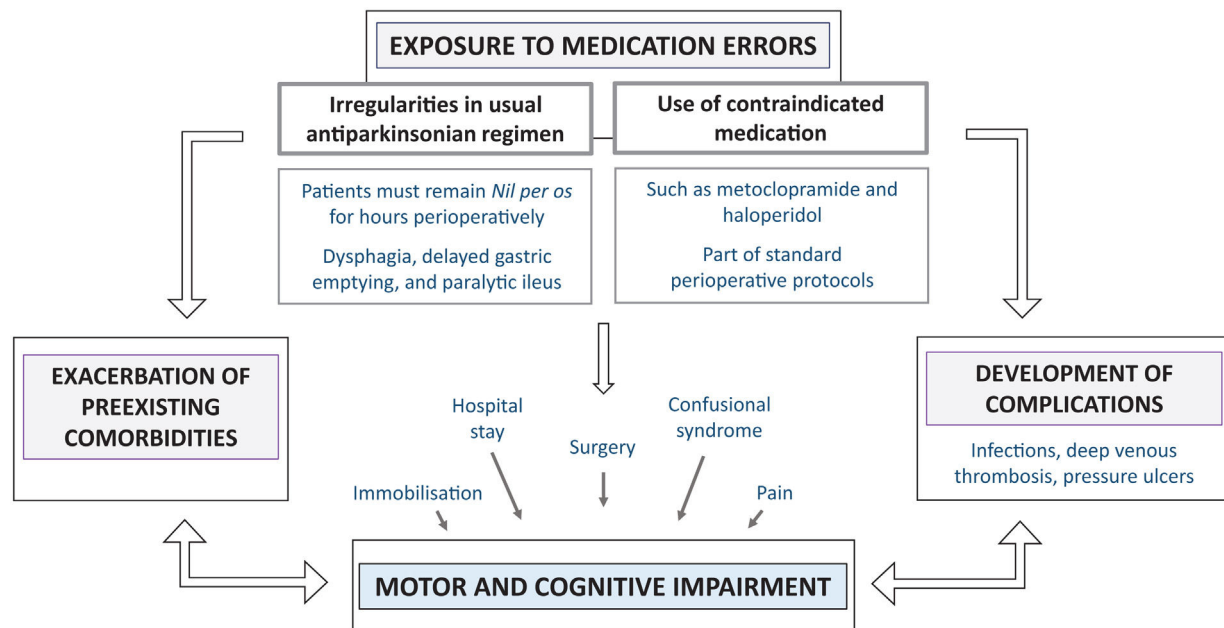 EXPOSURE TO MEDICATION ERRORS
Irregularities in usual
antiparkinsonian regimen
Use of contraindicated
medication
Patients must remain Nil per os
for hours perioperatively
Dysphagia, delayed gastric
emptying, and paralytic ileus
Such as metoclopramide and
haloperidol
Part of standard
perioperative protocols
EXACERBATION OF
PREEXISTING
COMORBIDITIES
Hospital
stay
Surgery
Confusional
syndrome
Immobilisation
Pain
DEVELOPMENT OF
COMPLICATIONS
Infections, deep venous
thrombosis, pressure ulcers
MOTOR AND COGNITIVE IMPAIRMENT